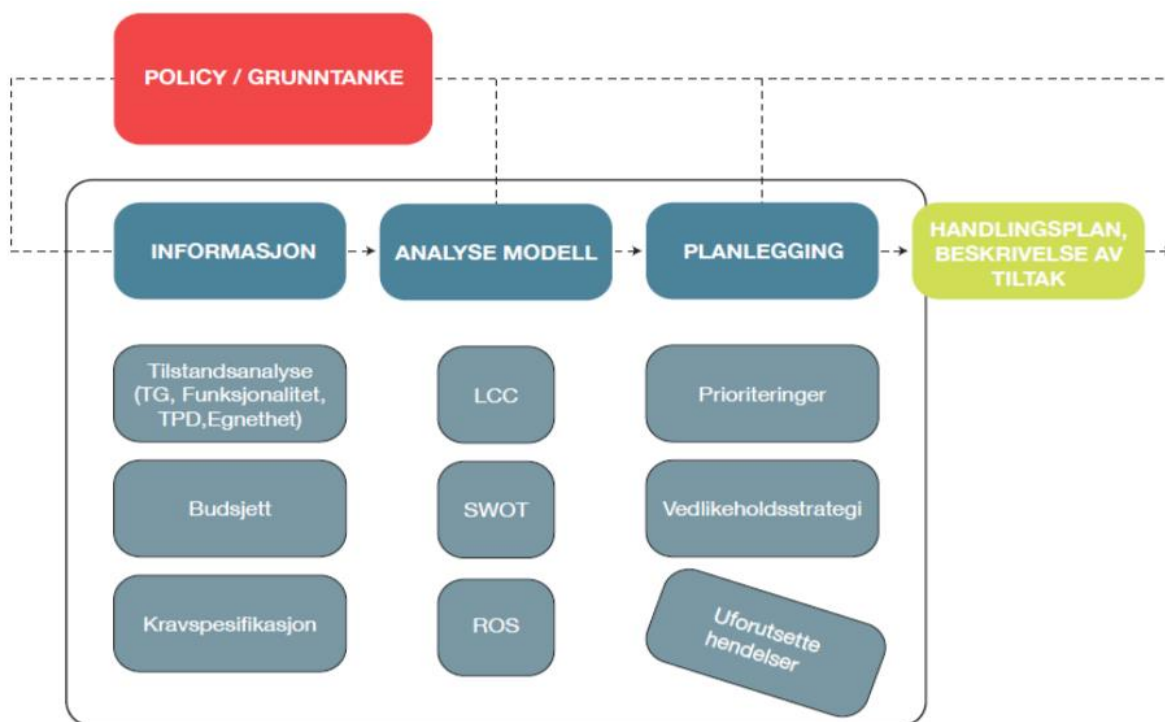 POLICY / GRUNNTANKE
INFORMASJON
ANALYSE MODELL
PLANLEGGING
HANDLINGSPLAN,
BESKRIVELSE AV
TILTAK
Tilstandsanalyse
(TG, Funksjonalitet,
TPD,Egnethet)
LCC
Prioriteringer
Budsjett
SWOT
Vedlikeholdsstrategi
Kravspesifikasjon
ROS
Uforutsette
hendelser